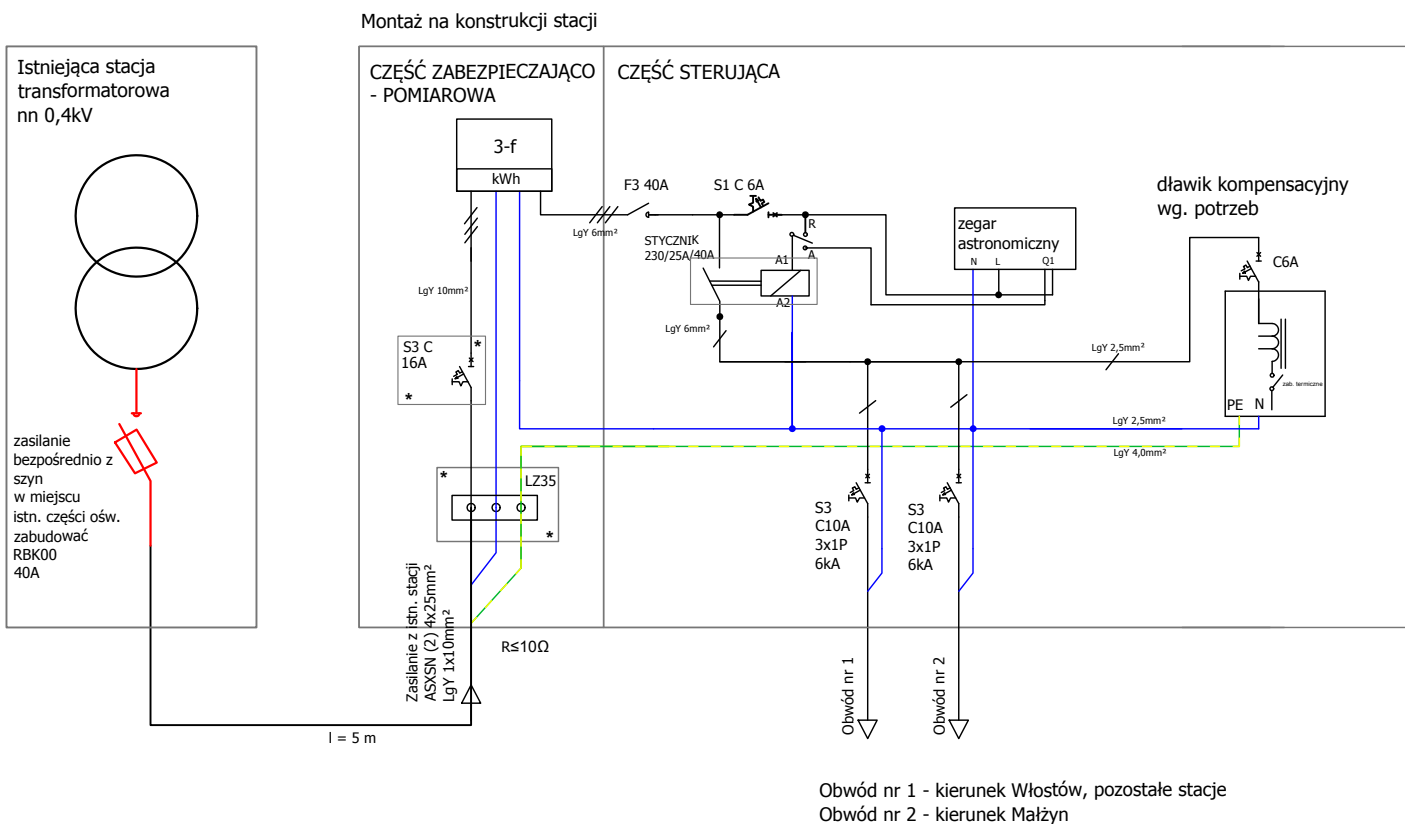 Montaż na konstrukcji stacji
Istniejąca stacja
transformatorowa
nn 0,4kV
zasilanie
bezpośrednio z
szyn
w miejscu
istn. części ośw.
zabudować
RBK00
40A
l = 5 m
CZĘŚĆ ZABEZPIECZAJĄCO
- POMIAROWA
3-f
kWh
LgY 10mm²
S3 C
16A
*
*
*
LZ35
*
Zasilanie z istn. stacji
ASXSN (2) 4x25mm²
LgY 1x10mm²
R≤10Ω
CZĘŚĆ STERUJĄCA
F3 40A
S1 C 6A
LgY 6mm²
STYCZNIK
230/25A/40A
R
A
A1
A2
LgY 6mm²
zegar
astronomiczny
N L Q1
dławik kompensacyjny
wg. potrzeb
C6A
zab. termiczne
PE N
LgY 2,5mm²
LgY 2,5mm²
LgY 4,0mm²
S3
C10A
3x1P
6kA
S3
C10A
3x1P
6kA
Obwód nr 1
Obwód nr 2
Obwód nr 1 - kierunek Włostów, pozostałe stacje
Obwód nr 2 - kierunek Małżyn